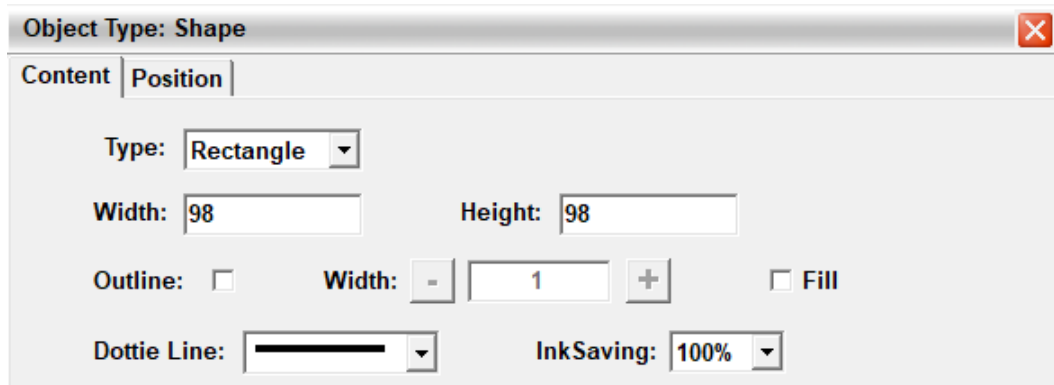 Object Type: Shape
Content Position
Type: Rectangle
Width: 98 Height: 98
Outline: Width: - 1 + Fill
Dottie Line: InkSaving: 100%